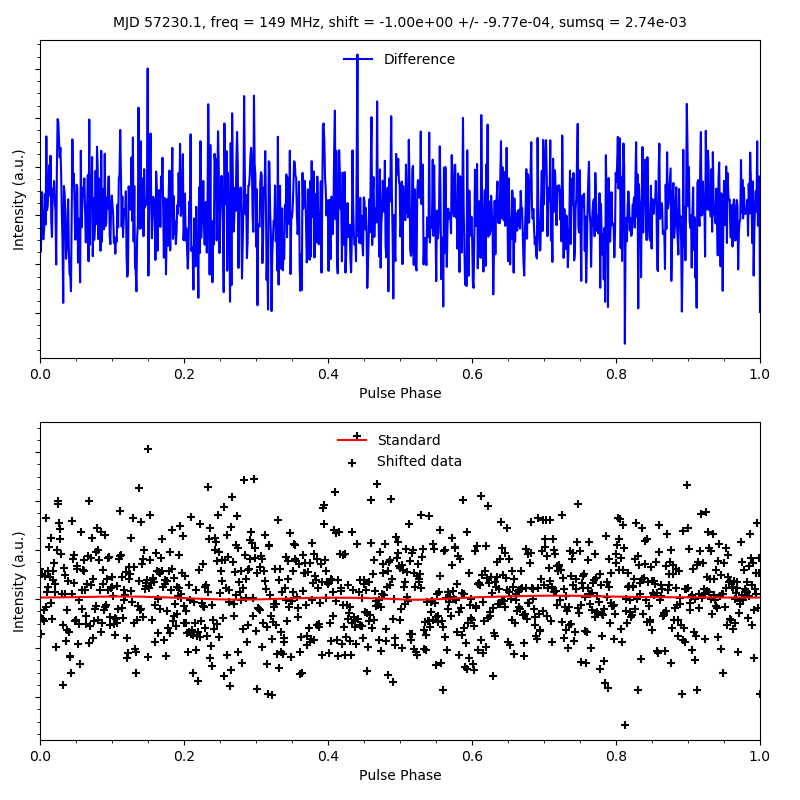 MJD 57230.1, freq = 149 MHz, shift = -1.00e+00 +/- -9.77e-04, sumsq = 2.74e-03
Difference
Intensity (a.u.)
0.0 0.2 0.4 0.6 0.8 1.0
Pulse Phase
Standard
Shifted data
Intensity (a.u.)
0.0 0.2 0.4 0.6 0.8 1.0
Pulse Phase